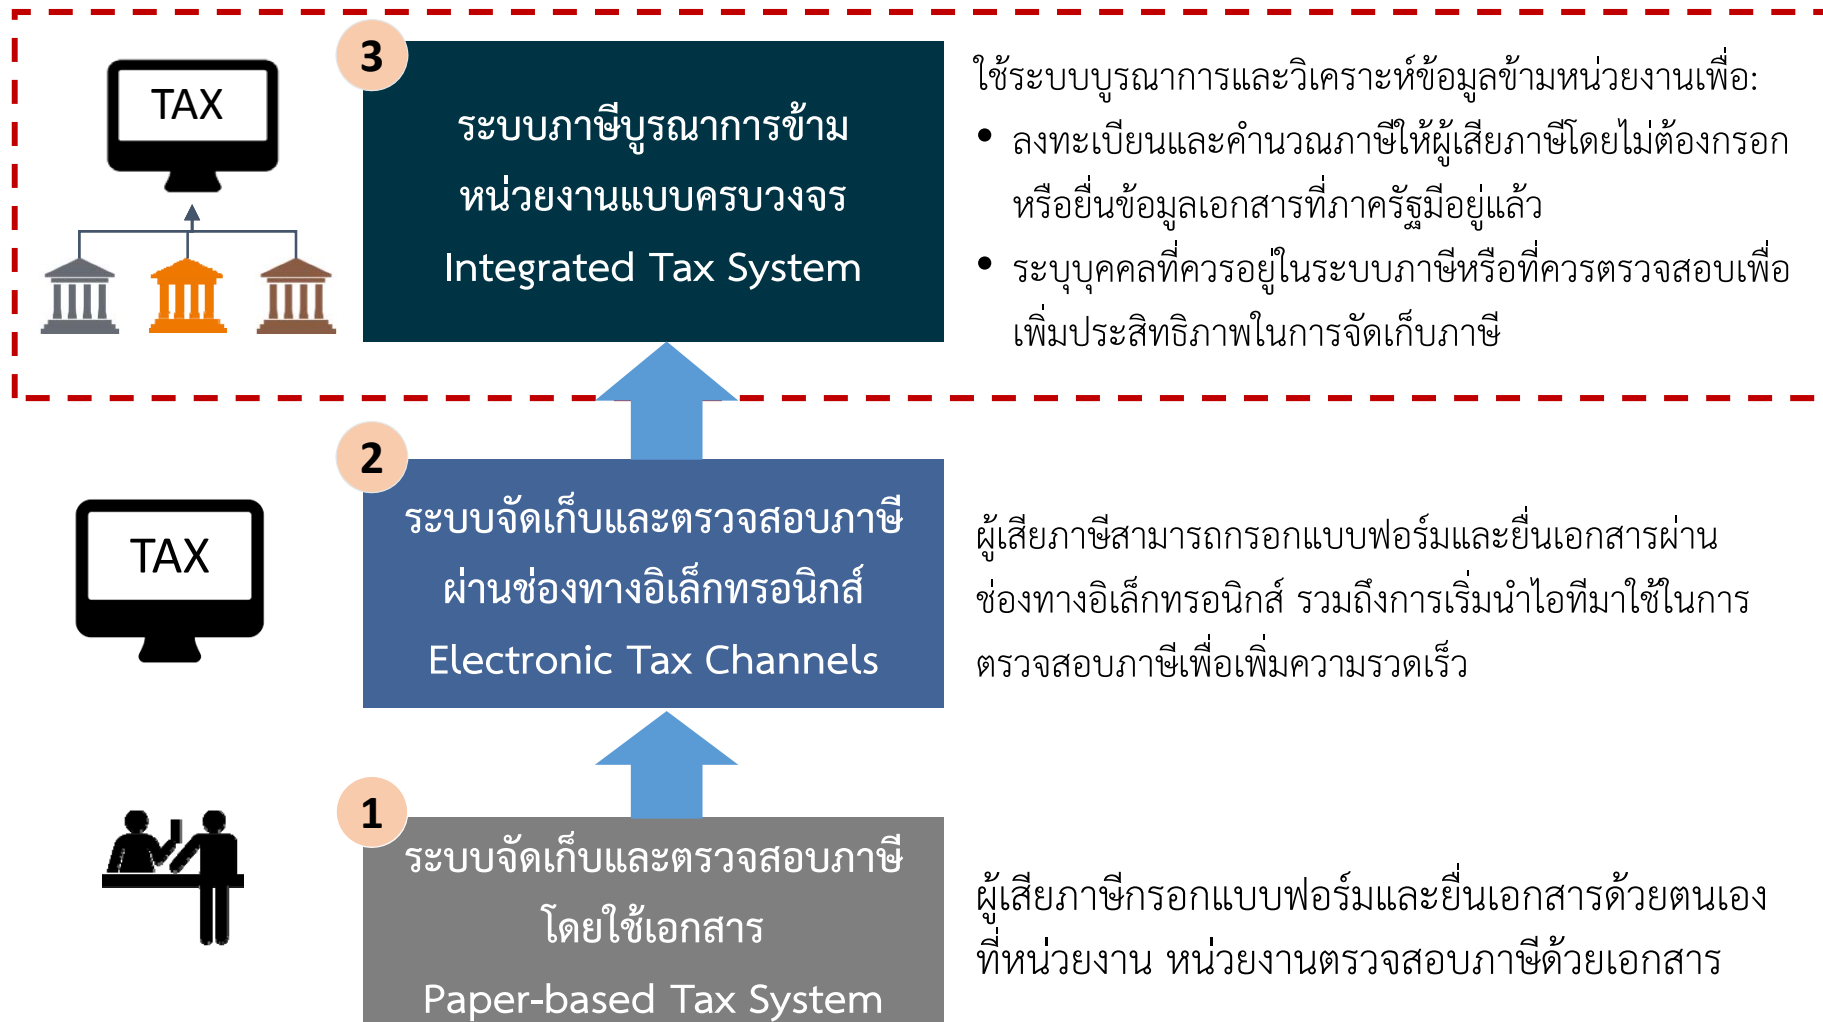 TAX
3
ระบบภาษีบูรณาการข้าม
หน่วยงานแบบครบวงจร
Integrated Tax System
ใช้ระบบบูรณาการและวิเคราะห์ข้อมูลข้ามหน่วยงานเพื่อ:
• ลงทะเบียนและคำนวณภาษีให้ผู้เสียภาษีโดยไม่ต้องกรอก
หรือยื่นข้อมูลเอกสารที่ภาครัฐมีอยู่แล้ว
• ระบุบุคคลที่ควรอยู่ในระบบภาษีหรือที่ควรตรวจสอบเพื่อ
เพิ่มประสิทธิภาพในการจัดเก็บภาษี
TAX
2
ระบบจัดเก็บและตรวจสอบภาษี
ผ่านช่องทางอิเล็กทรอนิกส์
Electronic Tax Channels
ผู้เสียภาษีสามารถกรอกแบบฟอร์มและยื่นเอกสารผ่าน
ช่องทางอิเล็กทรอนิกส์ รวมถึงการเริ่มนำไอทีมาใช้ในการ
ตรวจสอบภาษีเพื่อเพิ่มความรวดเร็ว
1
ระบบจัดเก็บและตรวจสอบภาษี
โดยใช้เอกสาร
Paper-based Tax System
ผู้เสียภาษีกรอกแบบฟอร์มและยื่นเอกสารด้วยตนเอง
ที่หน่วยงาน หน่วยงานตรวจสอบภาษีด้วยเอกสาร